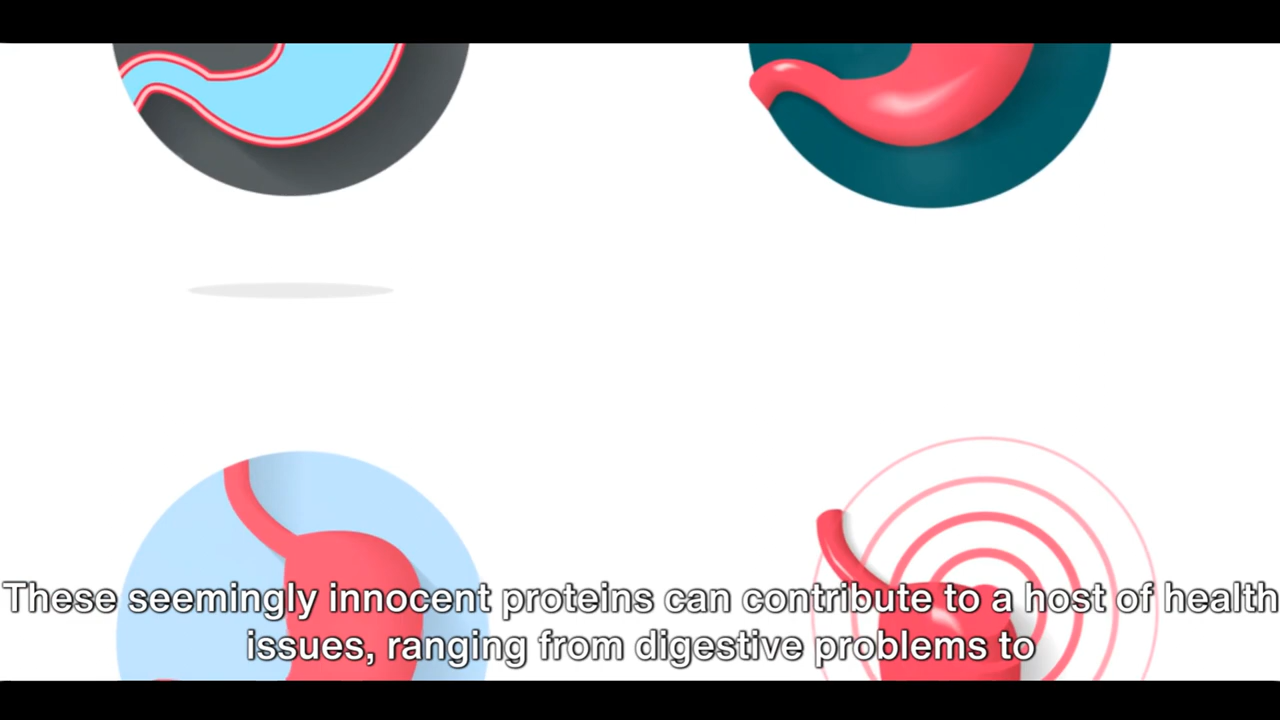 These seemingly innocent proteins can contribute to a host of health
issues, ranging from digestive problems to